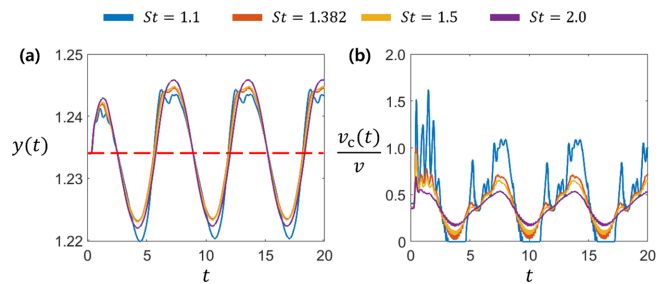 St = 1.1 St = 1.382 St = 1.5 St = 2.0
(a) (b)
1.25 1.24 1.23 1.22
y(t)
0 5 10 15 20
t
2.0 1.5 1.0 0.5 0
v_c(t)/v
0 5 10 15 20
t